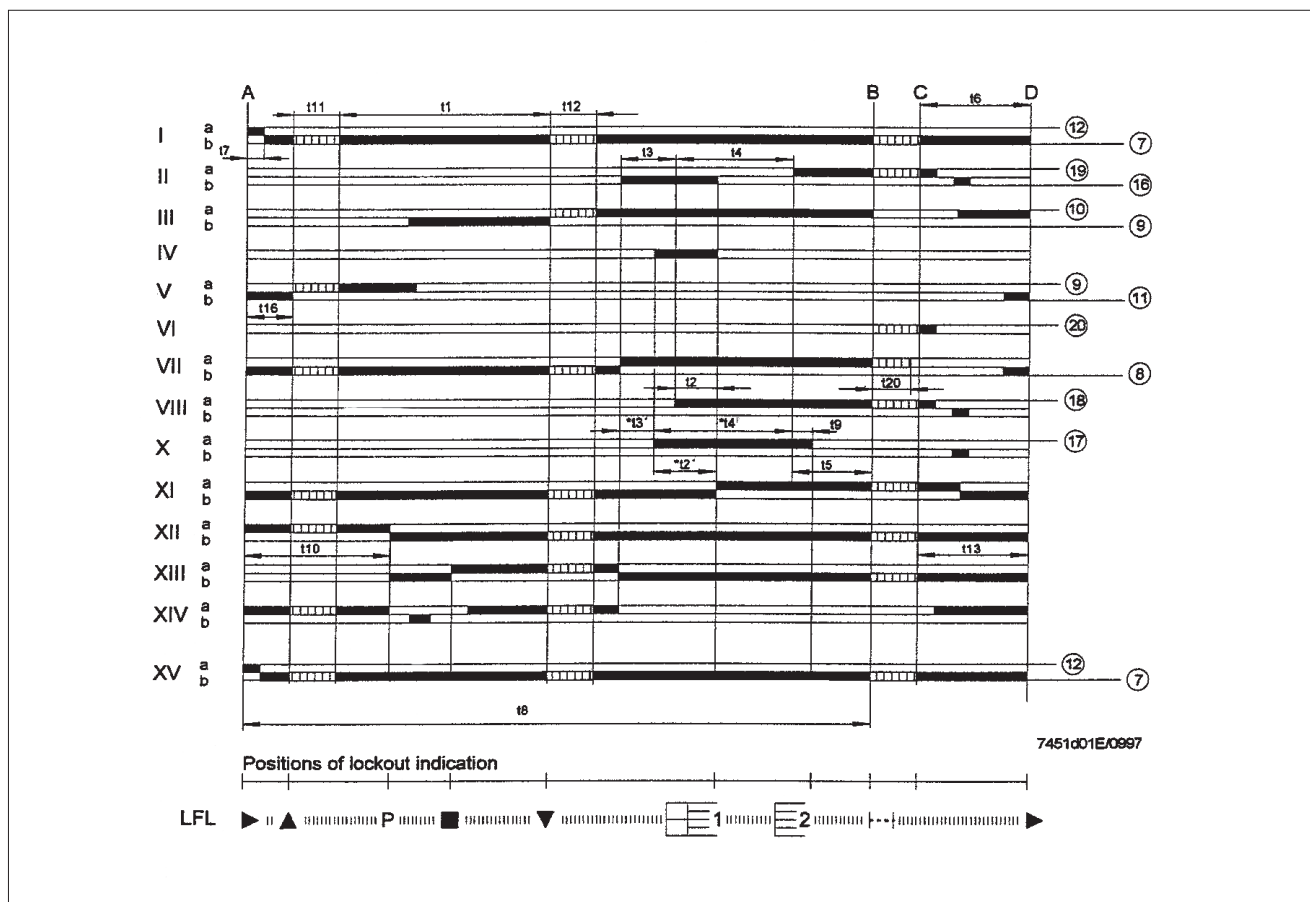 A B C D
t11 t1 t12 t6
I a 12
b 7
t7 t3 t4
II a 19
b 16
III a 10
b 9
IV
V a 9
b 11
t16
VI 20
VII a
b 8
t2 t20
VIII a 18
b
"t3' "t4' t9
X a 17
b
"t2' t5
XI a
b
XII a
b
t10 t13
XIII a
b
XIV a
b
XV a 12
b 7
t8
7451d01E/0997
Positions of lockout indication
LFL P 1 2